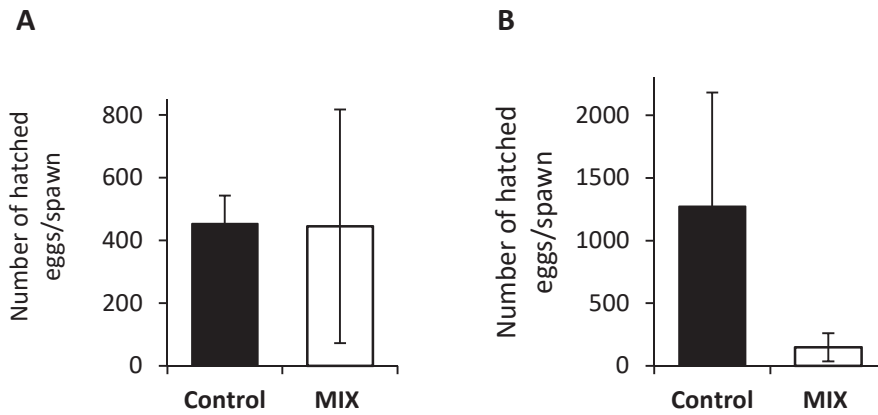 A
Number of hatched
eggs/spawn
800
600
400
200
0
Control MIX
B
Number of hatched
eggs/spawn
2000
1500
1000
500
0
Control MIX